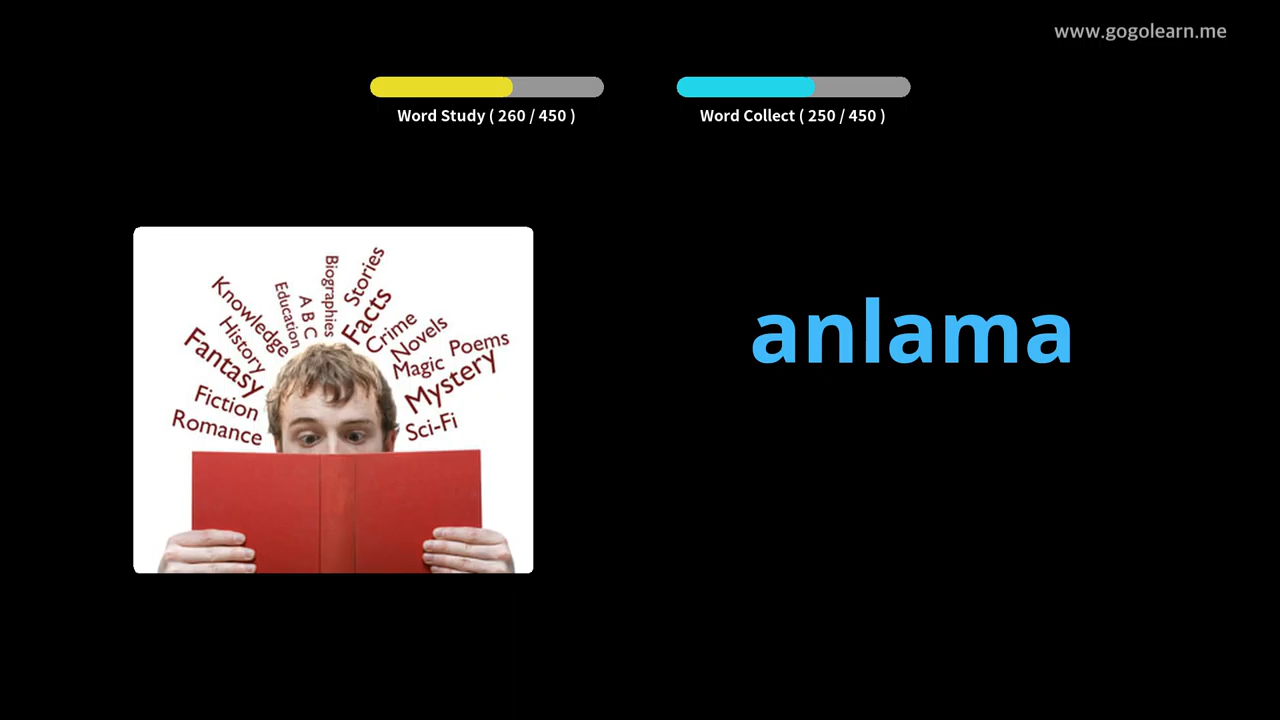 www.gogolearn.me
Word Study ( 260 / 450 )
Word Collect ( 250 / 450 )
anlama
Biographies
Stories
Education
A B C
Facts
Knowledge
Crime
History
Novels
Poems
Fantasy
Magic
Mystery
Fiction
Sci-Fi
Romance